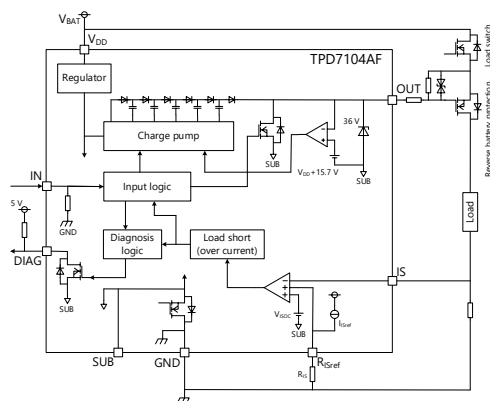 VBAT
VDD
TPD7104AF
Load switch
Regulator
OUT
Reverse battery protection
36 V
Charge pump
SUB
SUB
VDD+15.7 V
IN
Input logic
5 V
GND
Load
Diagnosis logic
Load short (over current)
DIAG
IS
SUB
VISOC
SUB
IISref
SUB
GND
RISref
RIS